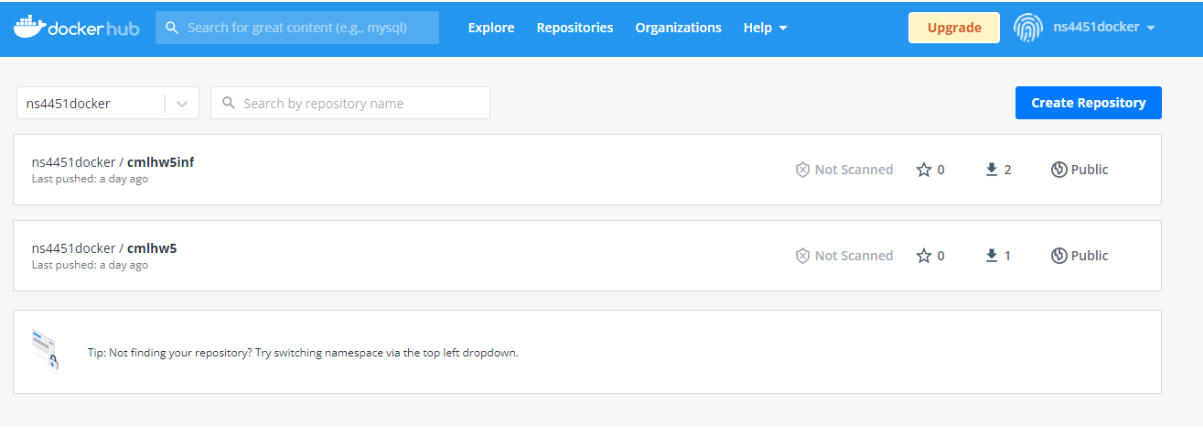 docker hub Search for great content (e.g., mysql) Explore Repositories Organizations Help Upgrade ns4451docker
ns4451docker Search by repository name Create Repository
ns4451docker / cmlhw5inf
Last pushed: a day ago
Not Scanned 0 2 Public
ns4451docker / cmlhw5
Last pushed: a day ago
Not Scanned 0 1 Public
Tip: Not finding your repository? Try switching namespace via the top left dropdown.